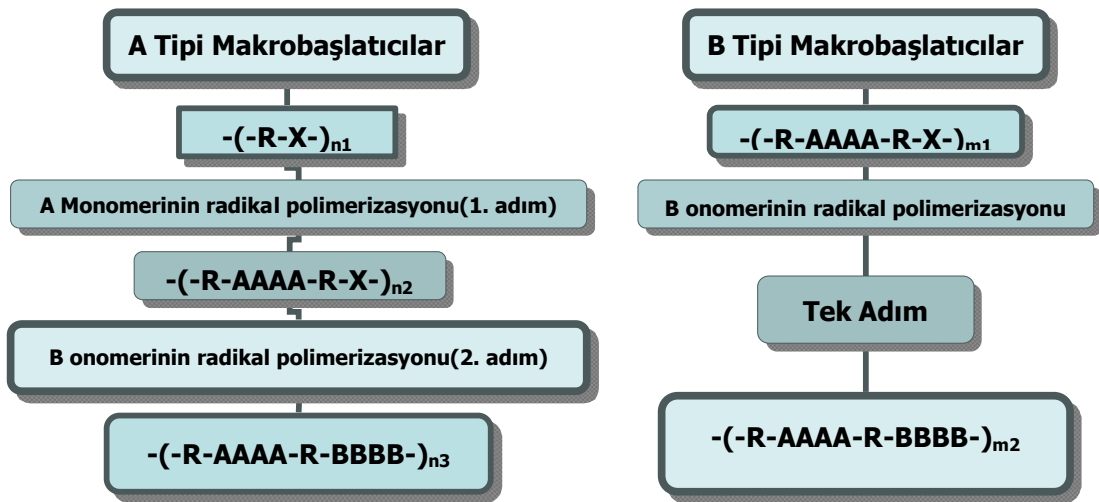 A Tipi Makrobaşlatıcılar
-(-R-X-)n1
A Monomerinin radikal polimerizasyonu(1. adım)
-(-R-AAAA-R-X-)n2
B onomerinin radikal polimerizasyonu(2. adım)
-(-R-AAAA-R-BBBB-)n3
B Tipi Makrobaşlatıcılar
-(-R-AAAA-R-X-)m1
B onomerinin radikal polimerizasyonu
Tek Adım
-(-R-AAAA-R-BBBB-)m2